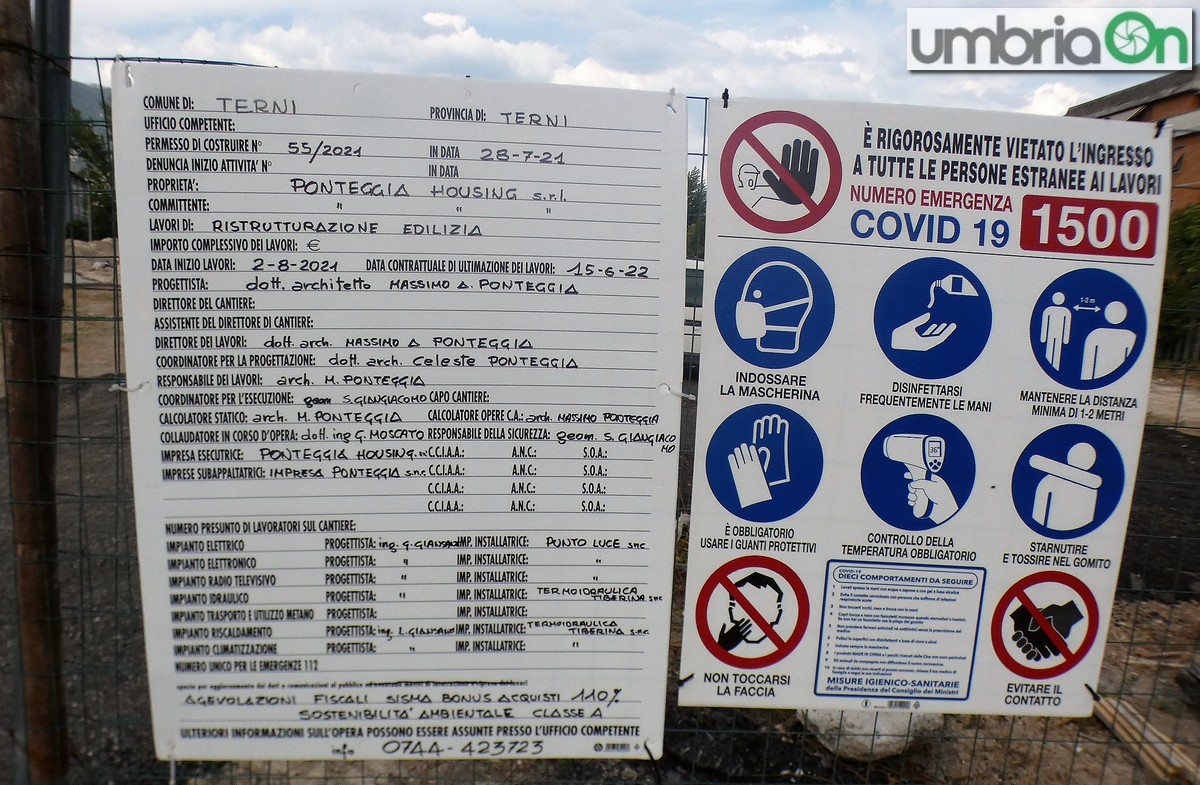 umbriaOn
COMUNE DI: TERNI PROVINCIA DI: TERNI
UFFICIO COMPETENTE:
PERMESSO DI COSTRUIRE N° 55/2021 IN DATA 28-7-21
DENUNCIA INIZIO ATTIVITA' N° IN DATA
PROPRIETA': PONTEGGIA HOUSING s.r.l.
COMMITTENTE: " " "
LAVORI DI: RISTRUTTURAZIONE EDILIZIA
IMPORTO COMPLESSIVO DEI LAVORI: €
DATA INIZIO LAVORI: 2-8-2021 DATA CONTRATTUALE DI ULTIMAZIONE DEI LAVORI: 15-6-22
PROGETTISTA: dott. architetto MASSIMO A. PONTEGGIA
DIRETTORE DEL CANTIERE:
ASSISTENTE DEL DIRETTORE DI CANTIERE:
DIRETTORE DEI LAVORI: dott. arch. MASSIMO A PONTEGGIA
COORDINATORE PER LA PROGETTAZIONE: dott. arch. Celeste PONTEGGIA
RESPONSABILE DEI LAVORI: arch. M. PONTEGGIA
COORDINATORE PER L'ESECUZIONE: geom S. GIANGIACOMO CAPO CANTIERE:
CALCOLATORE STATICO: arch. M. PONTEGGIA CALCOLATORE OPERE C.A.: arch. MASSIMO PONTEGGIA
COLLAUDATORE IN CORSO D'OPERA: dott. ing G. MOSCATO RESPONSABILE DELLA SICUREZZA: geom. S. GIANGIACO
MO
IMPRESA ESECUTRICE: PONTEGGIA HOUSING C.C.I.A.A.: A.N.C.: S.O.A.:
IMPRESE SUBAPPALTATRICI: IMPRESA PONTEGGIA s.n.c. C.C.I.A.A.: A.N.C.: S.O.A.:
C.C.I.A.A.: A.N.C.: S.O.A.:
C.C.I.A.A.: A.N.C.: S.O.A.:
NUMERO PRESUNTO DI LAVORATORI SUL CANTIERE:
IMPIANTO ELETTRICO PROGETTISTA: ing. G. GIANSANTI IMP. INSTALLATRICE: PUNTO LUCE snc
IMPIANTO ELETTRONICO PROGETTISTA: " IMP. INSTALLATRICE: "
IMPIANTO RADIO TELEVISIVO PROGETTISTA: " IMP. INSTALLATRICE: "
IMPIANTO IDRAULICO PROGETTISTA: " IMP. INSTALLATRICE: TERMOIDRAULICA TIBERINA snc
IMPIANTO TRASPORTO E UTILIZZO METANO PROGETTISTA: IMP. INSTALLATRICE:
IMPIANTO RISCALDAMENTO PROGETTISTA: ing. L. GIANSANTI IMP. INSTALLATRICE: TERMOIDRAULICA TIBERINA s.n.c.
IMPIANTO CLIMATIZZAZIONE PROGETTISTA: " IMP. INSTALLATRICE: "
NUMERO UNICO PER LE EMERGENZE 112
AGEVOLAZIONI FISCALI SISMA BONUS ACQUISTI 110%
SOSTENIBILITA' AMBIENTALE CLASSE A
ULTERIORI INFORMAZIONI SULL'OPERA POSSONO ESSERE ASSUNTE PRESSO L'UFFICIO COMPETENTE
info 0744-423723
È RIGOROSAMENTE VIETATO L'INGRESSO
A TUTTE LE PERSONE ESTRANEE AI LAVORI
NUMERO EMERGENZA
COVID 19 1500
INDOSSARE
LA MASCHERINA
DISINFETTARSI
FREQUENTEMENTE LE MANI
1-2 m
MANTENERE LA DISTANZA
MINIMA DI 1-2 METRI
È OBBLIGATORIO
USARE I GUANTI PROTETTIVI
36°
CONTROLLO DELLA
TEMPERATURA OBBLIGATORIO
STARNUTIRE
E TOSSIRE NEL GOMITO
NON TOCCARSI
LA FACCIA
COVID-19
DIECI COMPORTAMENTI DA SEGUIRE
MISURE IGIENICO-SANITARIE
della Presidenza del Consiglio dei Ministri
EVITARE IL
CONTATTO